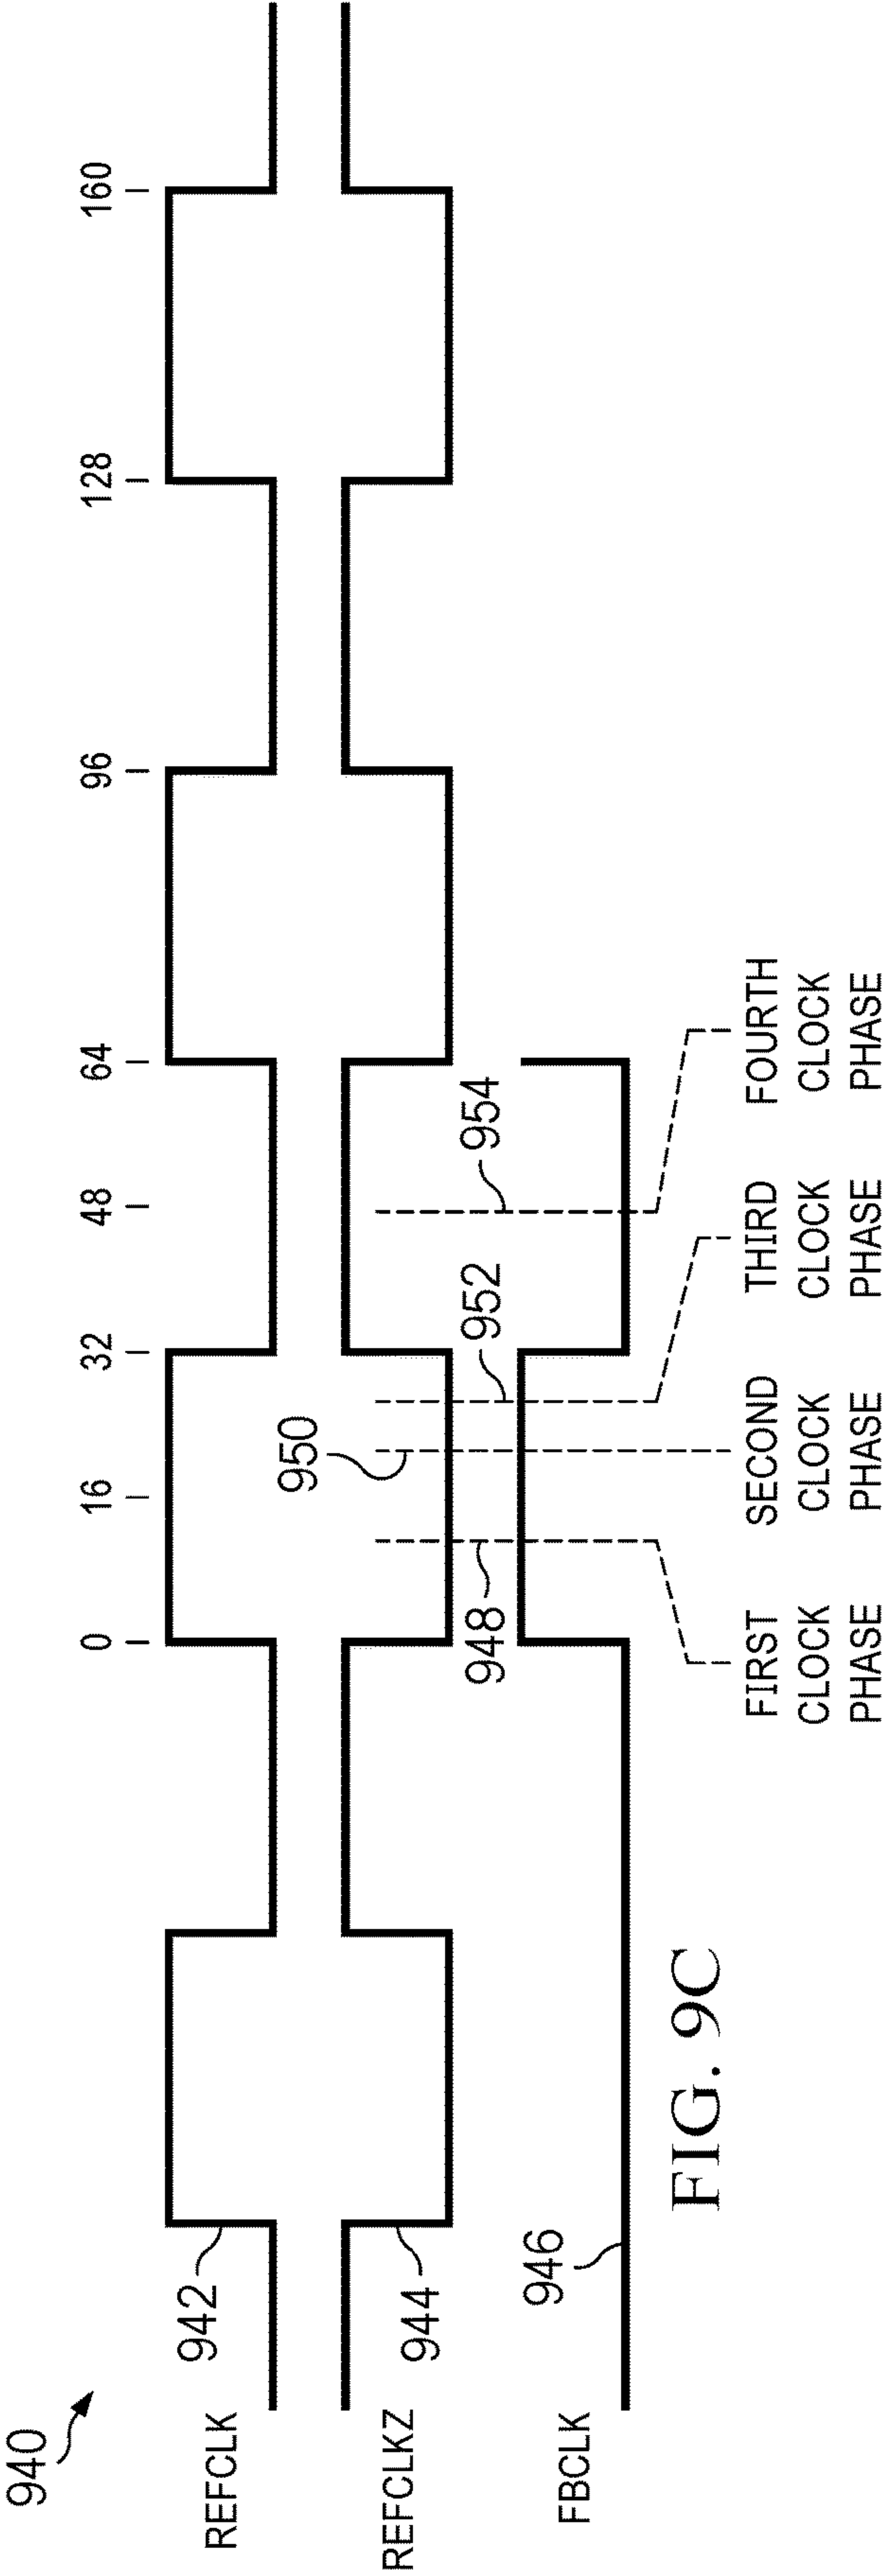 940
0 16 32 48 64 96 128 160
REFCLK
942
950
REFCLKZ
944
948
952
954
FBCLK
946
FIRST
CLOCK
PHASE
SECOND
CLOCK
PHASE
THIRD
CLOCK
PHASE
FOURTH
CLOCK
PHASE
FIG. 9C